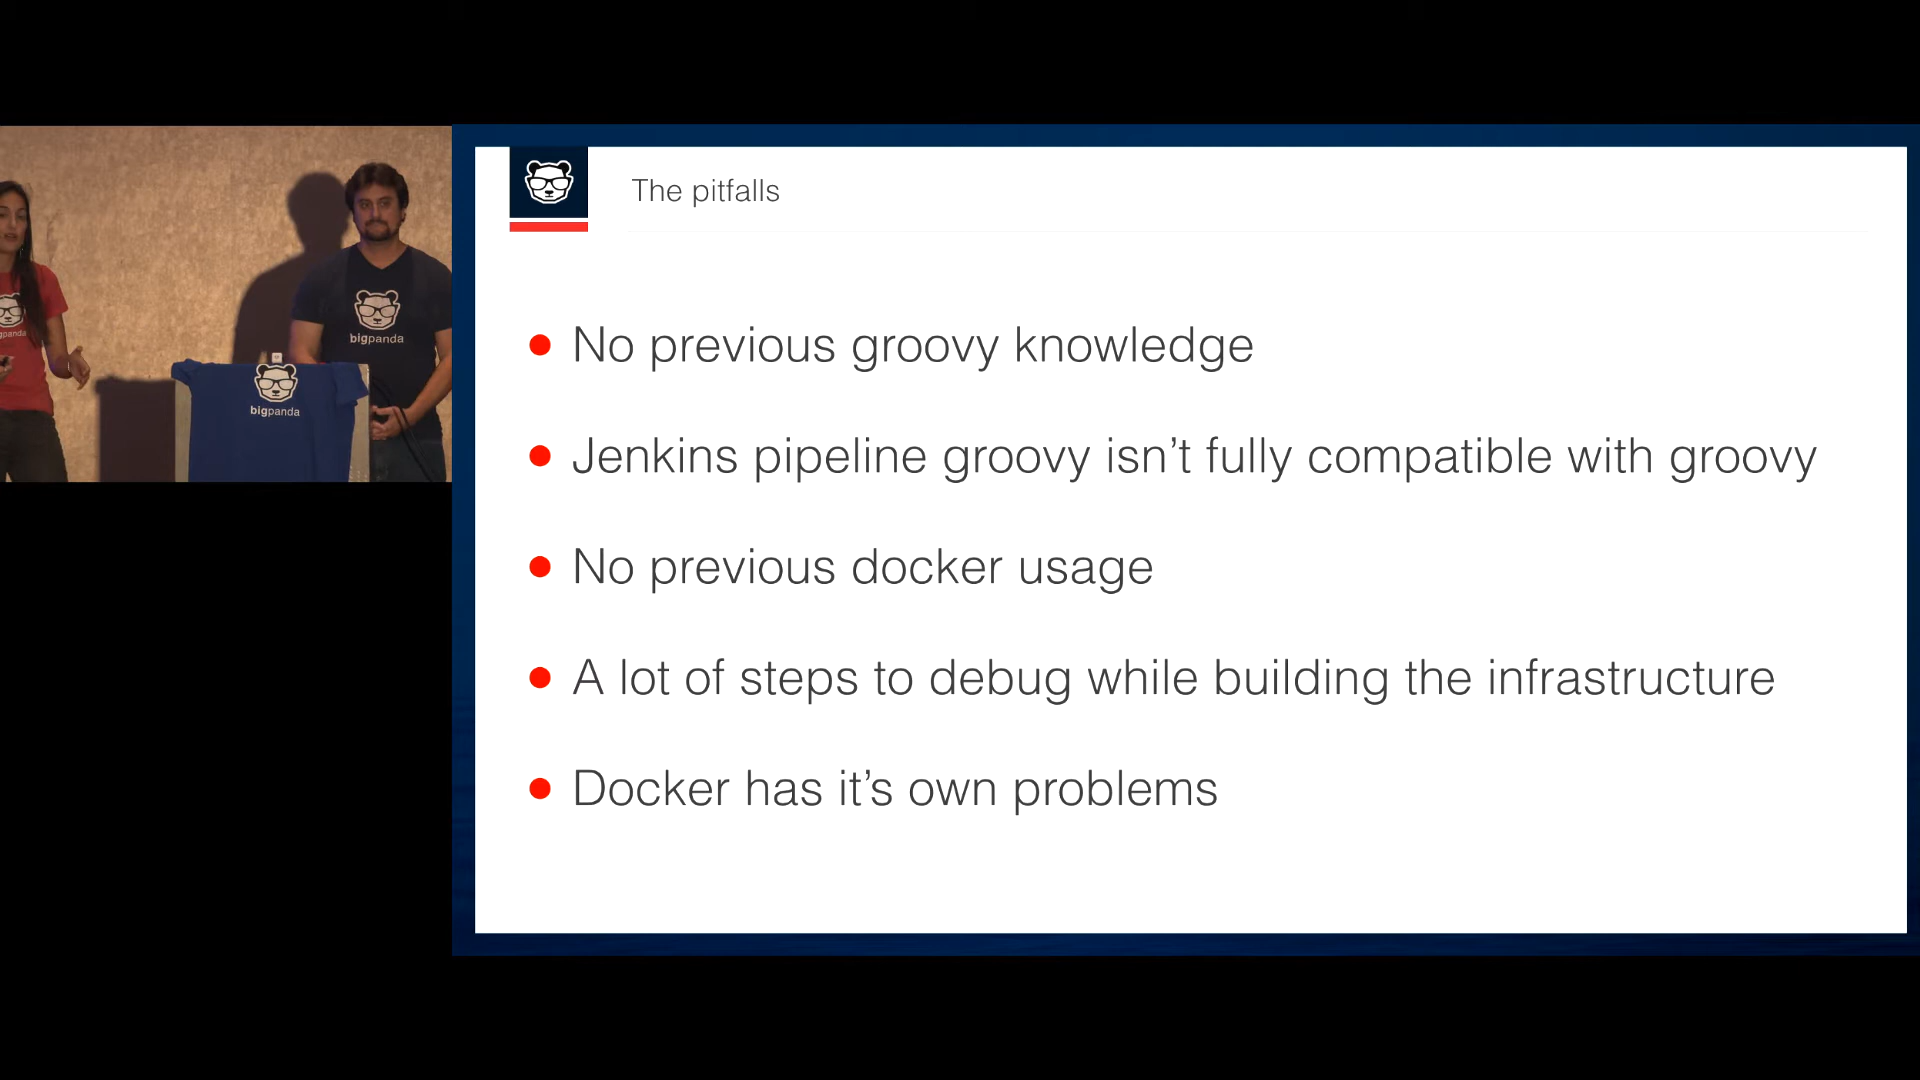 The pitfalls
No previous groovy knowledge
Jenkins pipeline groovy isn’t fully compatible with groovy
No previous docker usage
A lot of steps to debug while building the infrastructure
Docker has it’s own problems
panda
bigpanda
bigpanda